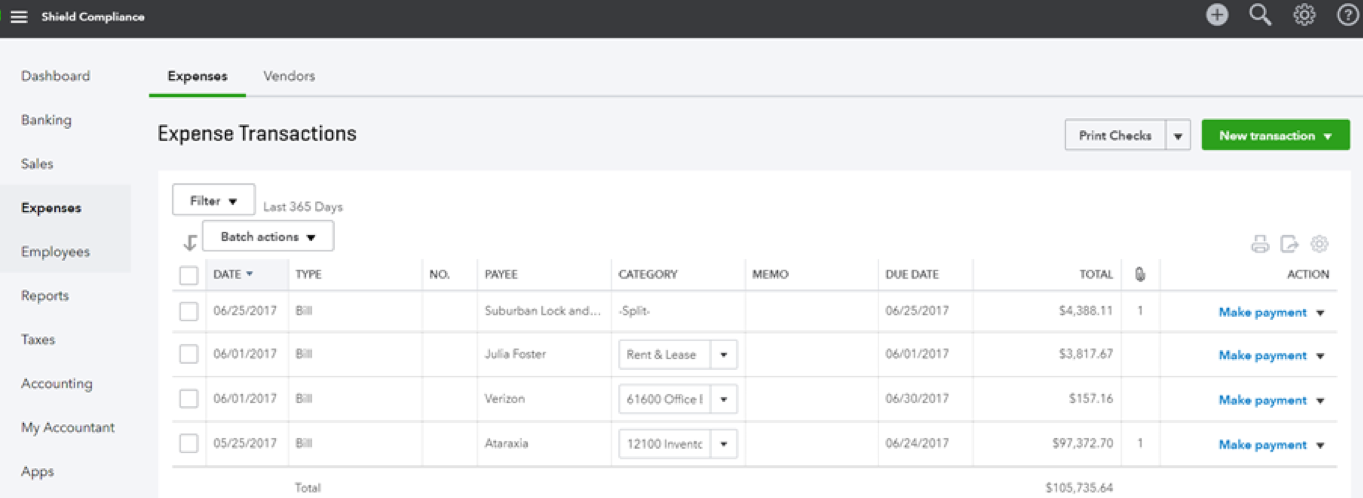 Shield Compliance
Dashboard
Banking
Sales
Expenses
Employees
Reports
Taxes
Accounting
My Accountant
Apps
Expenses Vendors
Expense Transactions
Print Checks New transaction
Filter Last 365 Days
Batch actions
DATE TYPE NO. PAYEE CATEGORY MEMO DUE DATE TOTAL ACTION
06/25/2017 Bill Suburban Lock and... -Split- 06/25/2017 $4,388.11 1 Make payment
06/01/2017 Bill Julia Foster Rent & Lease 06/01/2017 $3,817.67 Make payment
06/01/2017 Bill Verizon 61600 Office E 06/30/2017 $157.16 Make payment
05/25/2017 Bill Ataraxia 12100 Invento 06/24/2017 $97,372.70 1 Make payment
Total $105,735.64